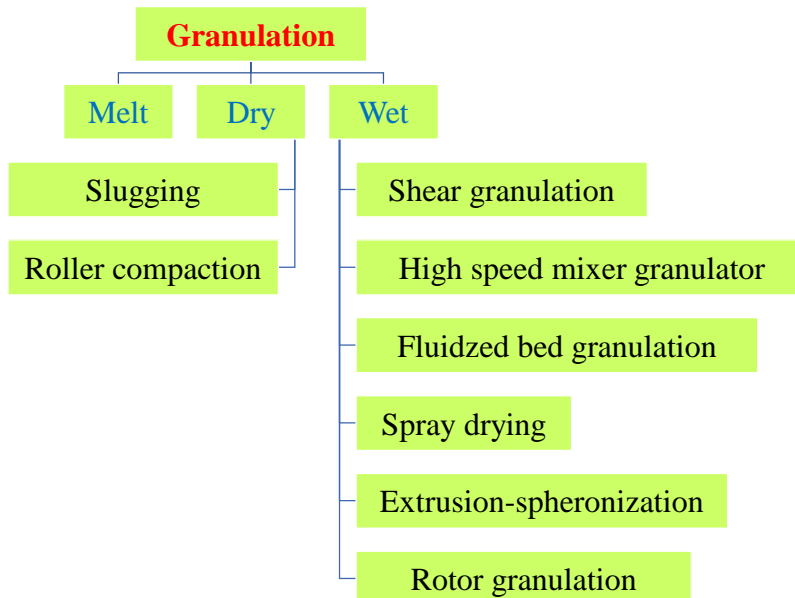 Granulation
Melt
Dry
Wet
Slugging
Roller compaction
Shear granulation
High speed mixer granulator
Fluidzed bed granulation
Spray drying
Extrusion-spheronization
Rotor granulation